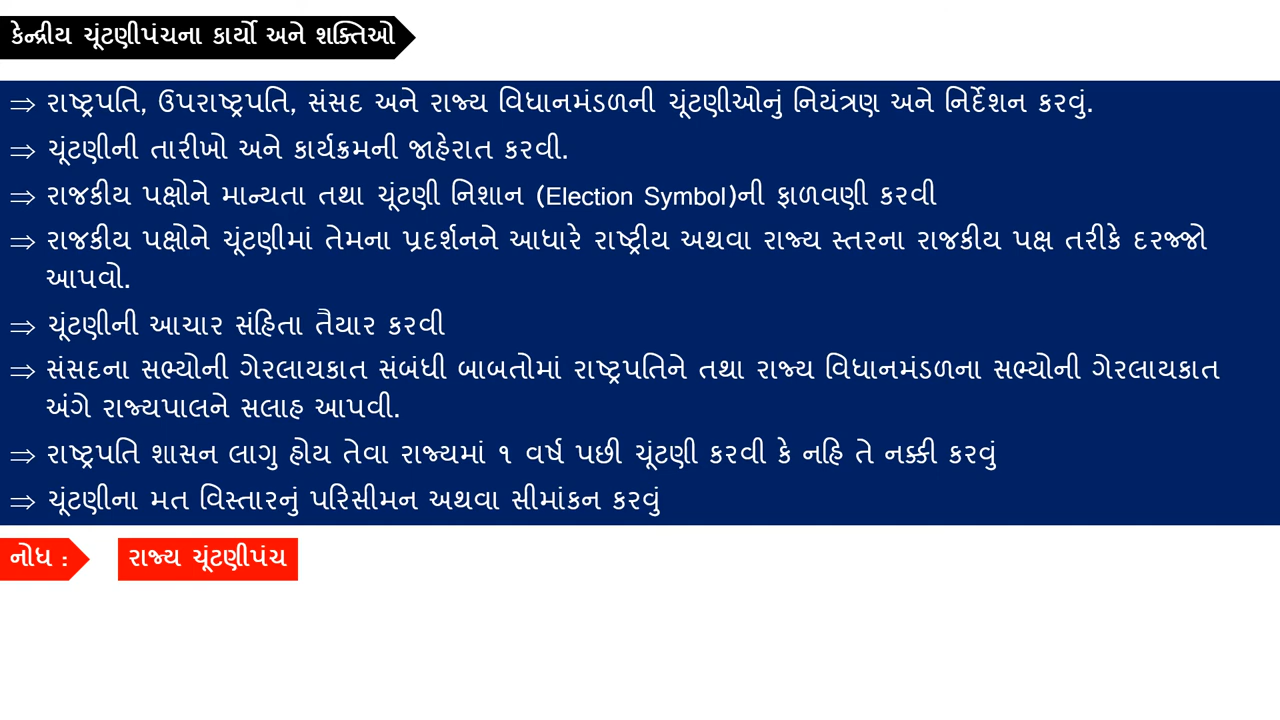 કેન્દ્રીય ચૂંટણીપંચના કાર્યો અને શક્તિઓ
⇒ રાષ્ટ્રપતિ, ઉપરાષ્ટ્રપતિ, સંસદ અને રાજ્ય વિધાનમંડળની ચૂંટણીઓનું નિયંત્રણ અને નિર્દેશન કરવું.
⇒ ચૂંટણીની તારીખો અને કાર્યક્રમની જાહેરાત કરવી.
⇒ રાજકીય પક્ષોને માન્યતા તથા ચૂંટણી નિશાન (Election Symbol)ની ફાળવણી કરવી
⇒ રાજકીય પક્ષોને ચૂંટણીમાં તેમના પ્રદર્શનને આધારે રાષ્ટ્રીય અથવા રાજ્ય સ્તરના રાજકીય પક્ષ તરીકે દરજ્જો
આપવો.
⇒ ચૂંટણીની આચાર સંહિતા તૈયાર કરવી
⇒ સંસદના સભ્યોની ગેરલાયકાત સંબંધી બાબતોમાં રાષ્ટ્રપતિને તથા રાજ્ય વિધાનમંડળના સભ્યોની ગેરલાયકાત
અંગે રાજ્યપાલને સલાહ આપવી.
⇒ રાષ્ટ્રપતિ શાસન લાગુ હોય તેવા રાજ્યમાં ૧ વર્ષ પછી ચૂંટણી કરવી કે નહિ તે નક્કી કરવું
⇒ ચૂંટણીના મત વિસ્તારનું પરિસીમન અથવા સીમાંકન કરવું
નોધ : રાજ્ય ચૂંટણીપંચ